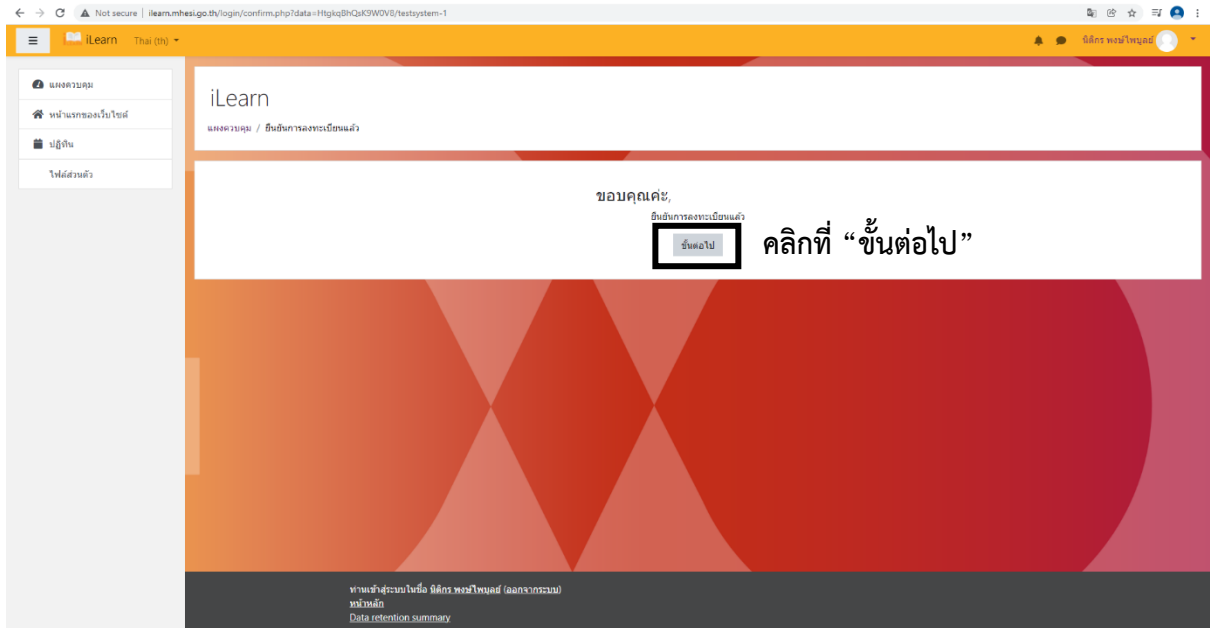 Not secure | ilearn.mhesi.go.th/login/confirm.php?data=HtgkqBhQsK9W0V8/testsystem-1
iLearn Thai (th)
นิติกร พงษ์ไพบูลย์
แผงควบคุม
หน้าแรกของเว็บไซต์
ปฏิทิน
ไฟล์ส่วนตัว
iLearn
แผงควบคุม / ยืนยันการลงทะเบียนแล้ว
ขอบคุณค่ะ,
ยืนยันการลงทะเบียนแล้ว
ขั้นต่อไป
คลิกที่ “ขั้นต่อไป”
ท่านเข้าสู่ระบบในชื่อ นิติกร พงษ์ไพบูลย์ (ออกจากระบบ)
หน้าหลัก
Data retention summary